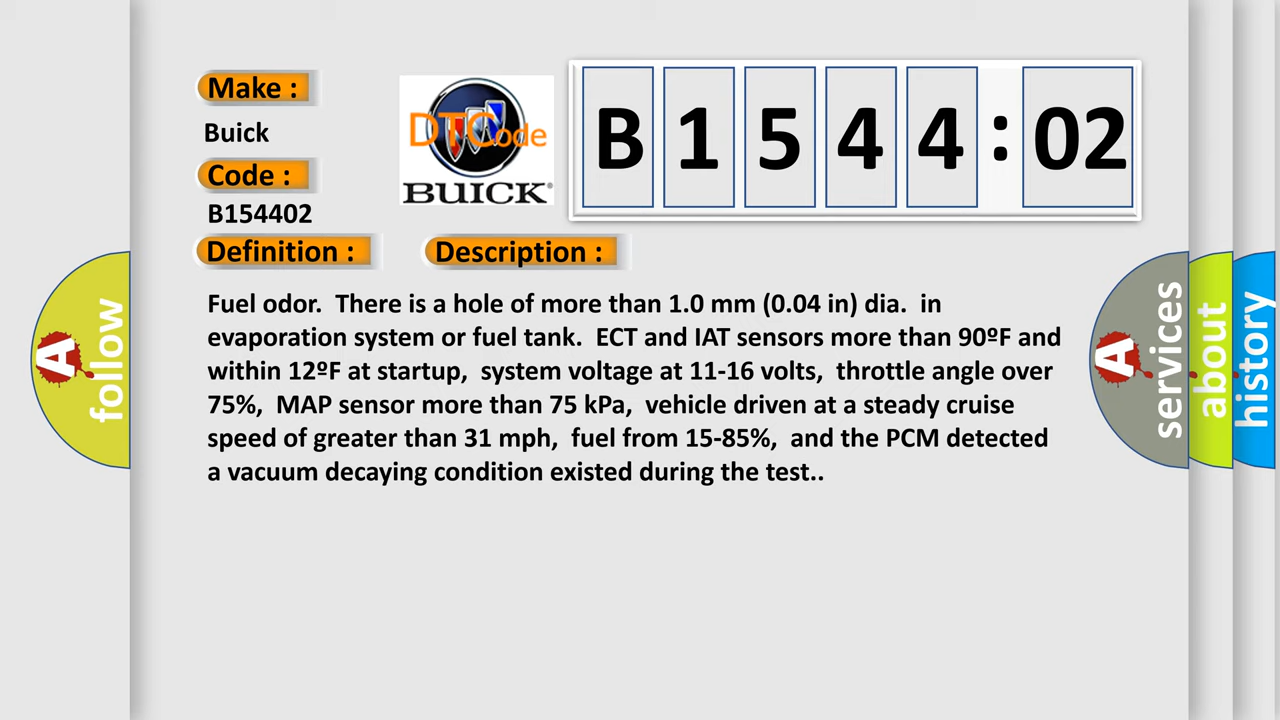 Make :
Buick
Code :
B154402
DTCode
BUICK®
B 1 5 4 4 : 02
Definition :
Description :
Fuel odor. There is a hole of more than 1.0 mm (0.04 in) dia. in
evaporation system or fuel tank. ECT and IAT sensors more than 90ºF and
within 12ºF at startup, system voltage at 11-16 volts, throttle angle over
75%, MAP sensor more than 75 kPa, vehicle driven at a steady cruise
speed of greater than 31 mph, fuel from 15-85%, and the PCM detected
a vacuum decaying condition existed during the test..
A
follow
A
services
about
history